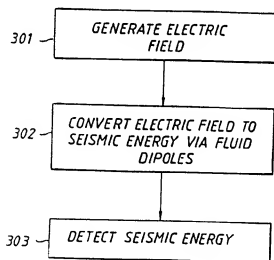 GENERATE ELECTRIC
FIELD
301
CONVERT ELECTRIC FIELD TO
SEISMIC ENERGY VIA FLUID
DIPOLES
302
DETECT SEISMIC ENERGY
303